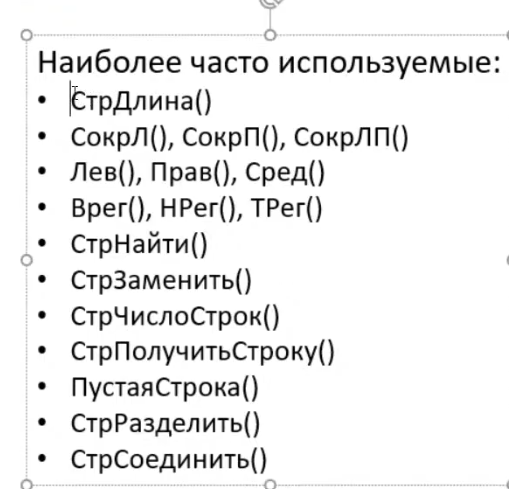 Наиболее часто используемые:
• СтрДлина()
• СокрЛ(), СокрП(), СокрЛП()
• Лев(), Прав(), Сред()
• Врег(), НРег(), ТРег()
• СтрНайти()
• СтрЗаменить()
• СтрЧислоСтрок()
• СтрПолучитьСтроку()
• ПустаяСтрока()
• СтрРазделить()
• СтрСоединить()